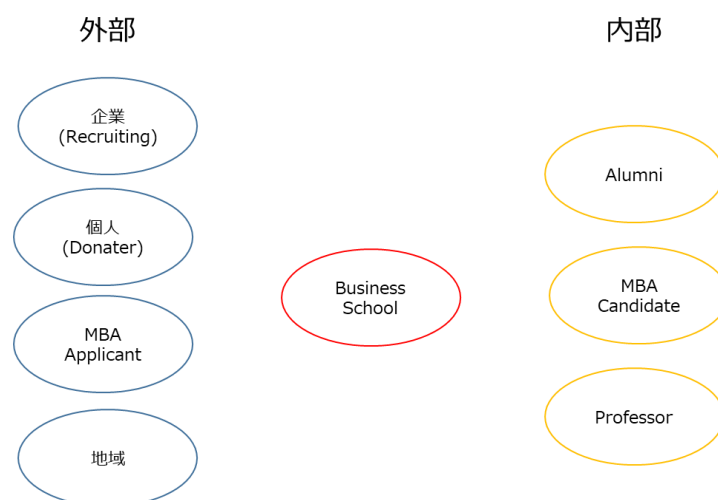 外部
内部
企業
(Recruiting)
個人
(Donater)
MBA
Applicant
地域
Business
School
Alumni
MBA
Candidate
Professor